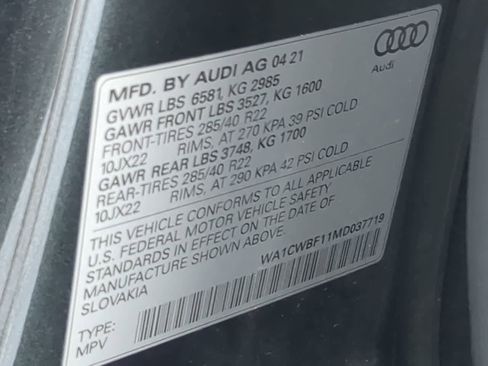 MFD. BY AUDI AG 04 21
Audi
GVWR LBS 6581, KG 2985
GAWR FRONT LBS 3527, KG 1600
FRONT-TIRES 285/40 R22
10JX22 RIMS, AT 270 KPA 39 PSI COLD
GAWR REAR LBS 3748, KG 1700
REAR-TIRES 285/40 R22
10JX22 RIMS, AT 290 KPA 42 PSI COLD
THIS VEHICLE CONFORMS TO ALL APPLICABLE
U.S. FEDERAL MOTOR VEHICLE SAFETY
STANDARDS IN EFFECT ON THE DATE OF
MANUFACTURE SHOWN ABOVE.
SLOVAKIA
WA1CWBF11MD037719
TYPE:
MPV